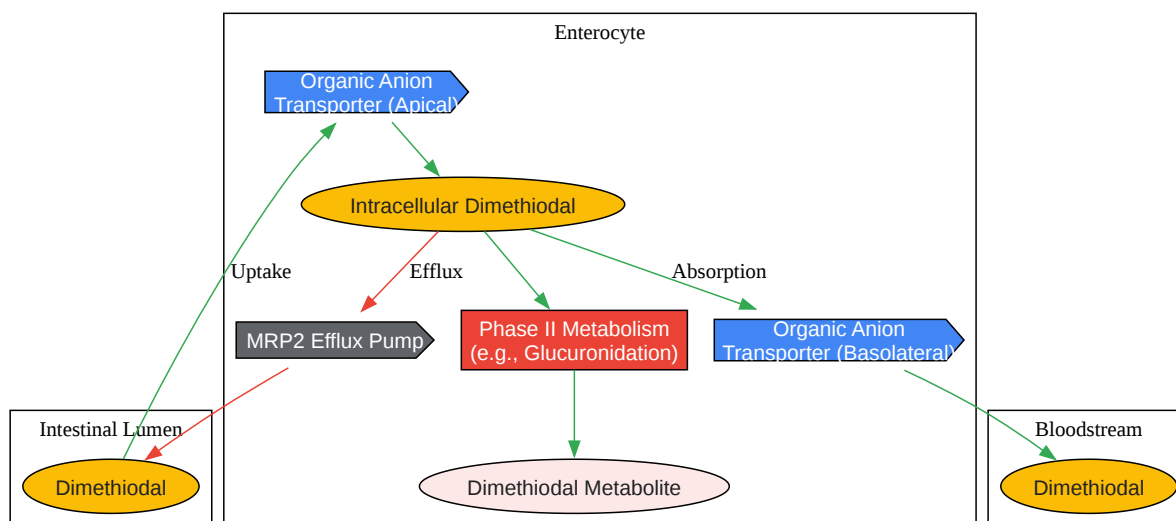 Enterocyte
Organic Anion
Transporter (Apical)
Intracellular Dimethiodal
Uptake
Efflux
Absorption
MRP2 Efflux Pump
Phase II Metabolism
(e.g., Glucuronidation)
Organic Anion
Transporter (Basolateral)
Intestinal Lumen
Dimethiodal
Dimethiodal Metabolite
Bloodstream
Dimethiodal